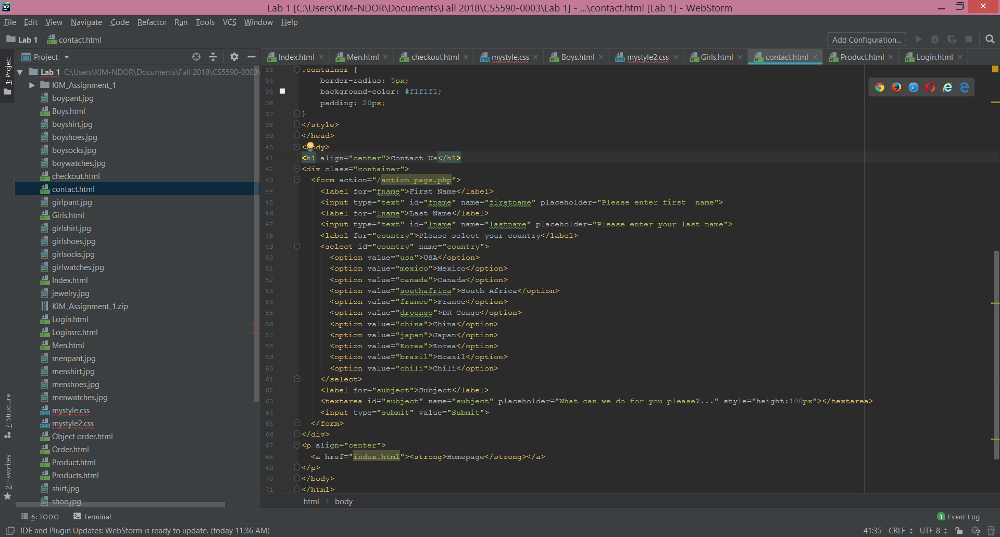 WS
Lab 1 [C:\Users\KIM-NDOR\Documents\Fall 2018\CS5590-0003\Lab 1] - ...\contact.html [Lab 1] - WebStorm
File Edit View Navigate Code Refactor Run Tools VCS Window Help
Lab 1 contact.html Add Configuration...
Project
Index.html Men.html checkout.html mystyle.css Boys.html mystyle2.css Girls.html contact.html Product.html Login.html
1: Project
7: Structure
2: Favorites
Lab 1 C:\Users\KIM-NDOR\Documents\Fall 2018\CS5590-0003\
KIM_Assignment_1
boypant.jpg
Boys.html
boyshirt.jpg
boyshoes.jpg
boysocks.jpg
boywatches.jpg
checkout.html
contact.html
girlpant.jpg
Girls.html
girlshirt.jpg
girlshoes.jpg
girlsocks.jpg
girlwatches.jpg
Index.html
jewelry.jpg
KIM_Assignment_1.zip
Login.html
Loginsrc.html
Men.html
menpant.jpg
menshirt.jpg
menshoes.jpg
menwatches.jpg
mystyle.css
mystyle2.css
Object order.html
Order.html
Product.html
Products.html
shirt.jpg
shoe.jpg
33 .container {
34 border-radius: 5px;
35 background-color: #f1f1f1;
36 padding: 20px;
37 }
38 </style>
39 </head>
40 <body>
41 <h1 align="center">Contact Us</h1>
42 <div class="container">
43 <form action="/action_page.php">
44 <label for="fname">First Name</label>
45 <input type="text" id="fname" name="firstname" placeholder="Please enter first  name">
46 <label for="lname">Last Name</label>
47 <input type="text" id="lname" name="lastname" placeholder="Please enter your last name">
48 <label for="country">Please select your country</label>
49 <select id="country" name="country">
50 <option value="usa">USA</option>
51 <option value="mexico">Mexico</option>
52 <option value="canada">Canada</option>
53 <option value="southafrica">South Africa</option>
54 <option value="france">France</option>
55 <option value="drcongo">DR Congo</option>
56 <option value="china">China</option>
57 <option value="japan">Japan</option>
58 <option value="Korea">Korea</option>
59 <option value="brazil">Brazil</option>
60 <option value="chili">Chili</option>
61 </select>
62 <label for="subject">Subject</label>
63 <textarea id="subject" name="subject" placeholder="What can we do for you please?..." style="height:100px"></textarea>
64 <input type="submit" value="Submit">
65 </form>
66 </div>
67 <p align="center">
68 <a href="index.html"><strong>Homepage</strong></a>
69 </p>
70 </body>
71 </html>
html body
6: TODO Terminal 1 Event Log
IDE and Plugin Updates: WebStorm is ready to update. (today 11:36 AM) 41:35 CRLF UTF-8